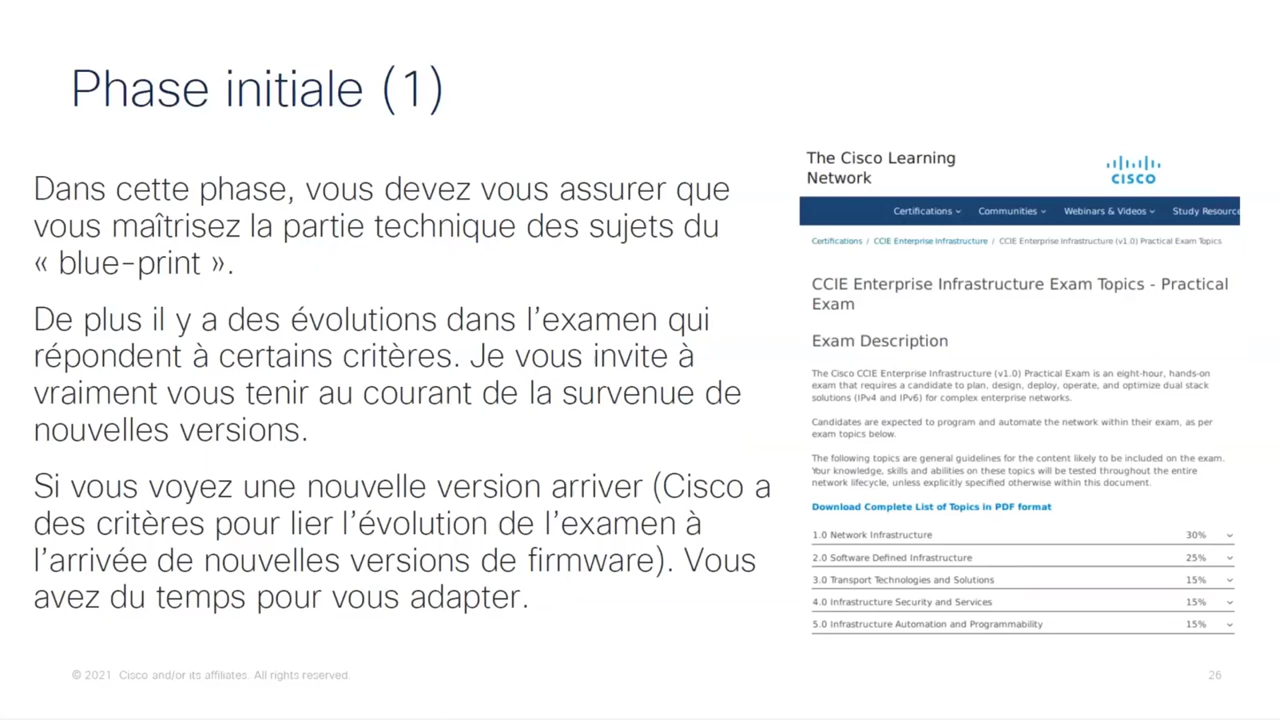 Phase initiale (1)
Dans cette phase, vous devez vous assurer que
vous maîtrisez la partie technique des sujets du
« blue-print ».
De plus il y a des évolutions dans l'examen qui
répondent à certains critères. Je vous invite à
vraiment vous tenir au courant de la survenue de
nouvelles versions.
Si vous voyez une nouvelle version arriver (Cisco a
des critères pour lier l'évolution de l'examen à
l'arrivée de nouvelles versions de firmware). Vous
avez du temps pour vous adapter.
The Cisco Learning
Network
CISCO
Certifications Communities Webinars & Videos Study Resource
Certifications / CCIE Enterprise Infrastructure / CCIE Enterprise Infrastructure (v1.0) Practical Exam Topics
CCIE Enterprise Infrastructure Exam Topics - Practical
Exam
Exam Description
The Cisco CCIE Enterprise Infrastructure (v1.0) Practical Exam is an eight-hour, hands-on
exam that requires a candidate to plan, design, deploy, operate, and optimize dual stack
solutions (IPv4 and IPv6) for complex enterprise networks.
Candidates are expected to program and automate the network within their exam, as per
exam topics below.
The following topics are general guidelines for the content likely to be included on the exam.
Your knowledge, skills and abilities on these topics will be tested throughout the entire
network lifecycle, unless explicitly specified otherwise within this document.
Download Complete List of Topics in PDF format
1.0 Network Infrastructure 30%
2.0 Software Defined Infrastructure 25%
3.0 Transport Technologies and Solutions 15%
4.0 Infrastructure Security and Services 15%
5.0 Infrastructure Automation and Programmability 15%
© 2021 Cisco and/or its affiliates. All rights reserved.
26